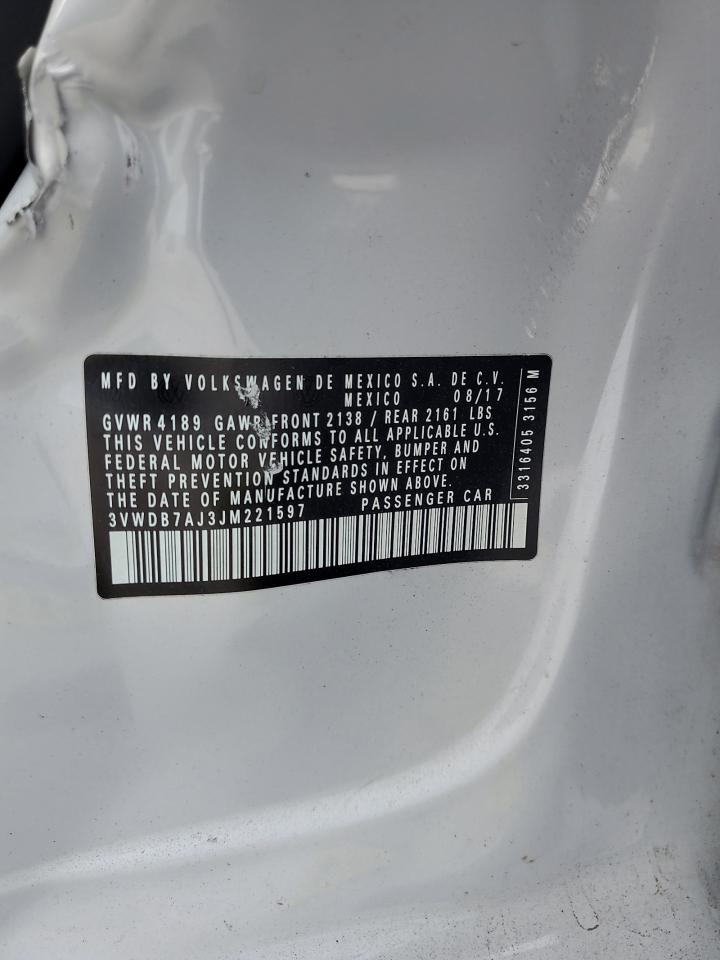 MFD BY VOLKSWAGEN DE MEXICO S.A. DE C.V.
MEXICO 08/17
GVWR 4189 GAWR FRONT 2138 / REAR 2161 LBS
THIS VEHICLE CONFORMS TO ALL APPLICABLE U.S.
FEDERAL MOTOR VEHICLE SAFETY, BUMPER AND
THEFT PREVENTION STANDARDS IN EFFECT ON
THE DATE OF MANUFACTURE SHOWN ABOVE.
3VWDB7AJ3JM221597 PASSENGER CAR
3316405 3156 M